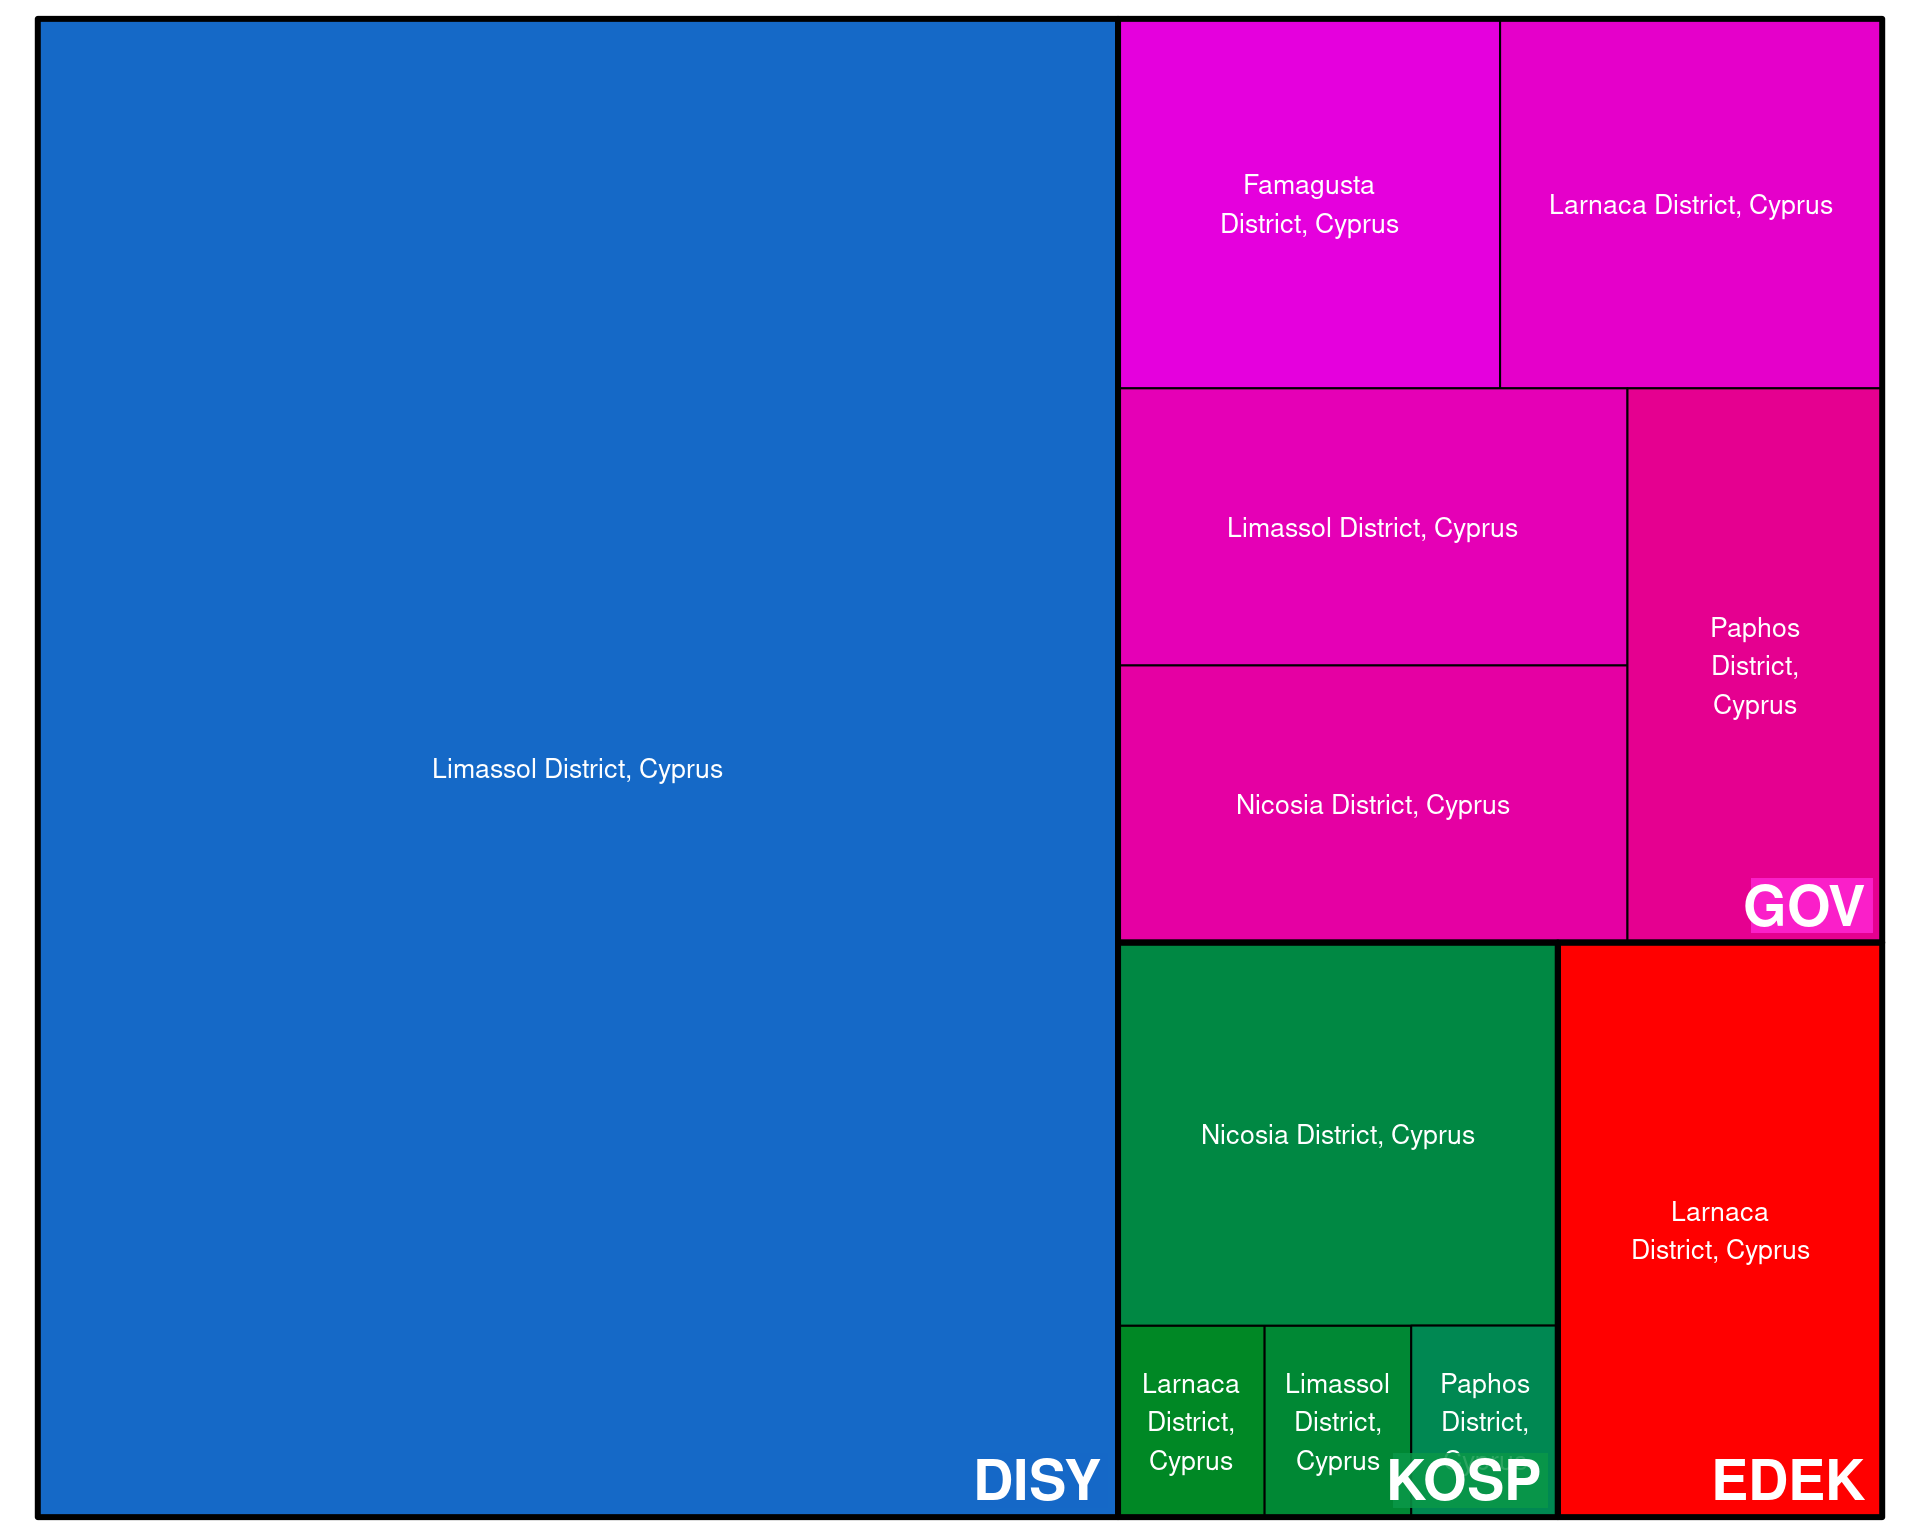 Limassol District, Cyprus
DISY
Famagusta
District, Cyprus
Larnaca District, Cyprus
Limassol District, Cyprus
Nicosia District, Cyprus
Paphos
District,
Cyprus
GOV
Nicosia District, Cyprus
Larnaca
District,
Cyprus
Limassol
District,
Cyprus
Paphos
District,
Cyprus
KOSP
Larnaca
District, Cyprus
EDEK